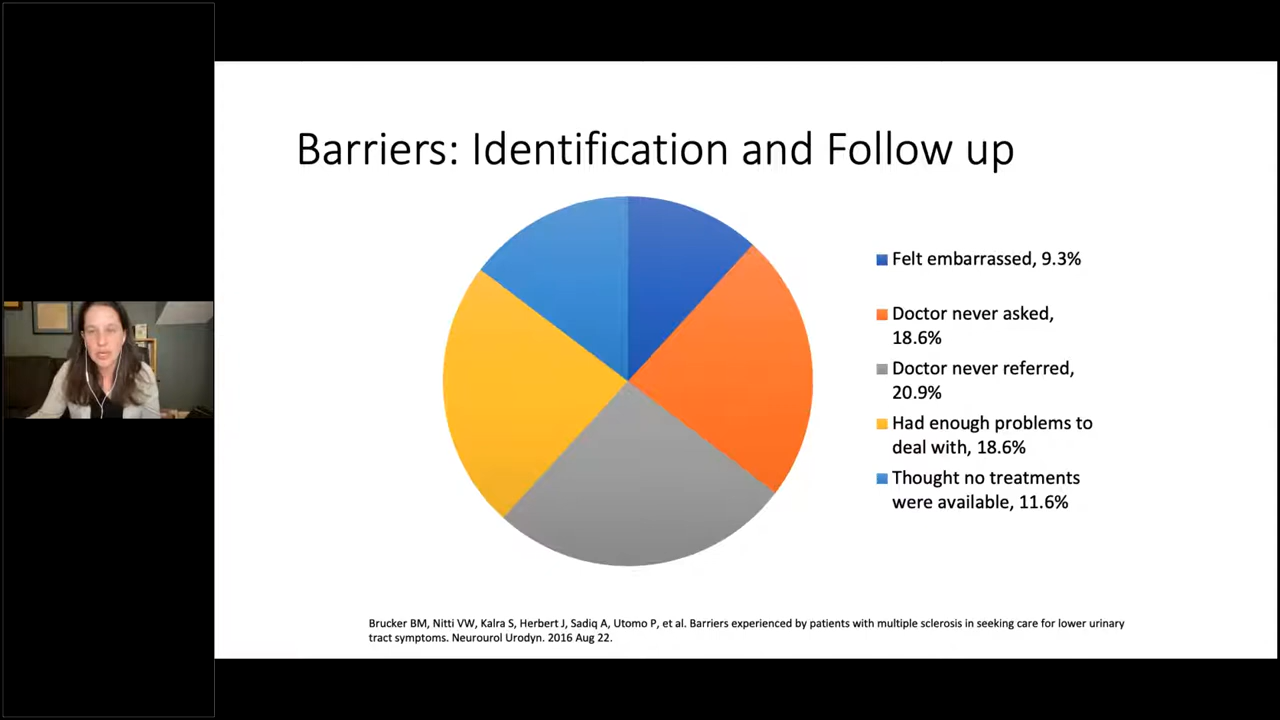 Barriers: Identification and Follow up
Felt embarrassed, 9.3%
Doctor never asked,
18.6%
Doctor never referred,
20.9%
Had enough problems to
deal with, 18.6%
Thought no treatments
were available, 11.6%
Brucker BM, Nitti VW, Kalra S, Herbert J, Sadiq A, Utomo P, et al. Barriers experienced by patients with multiple sclerosis in seeking care for lower urinary
tract symptoms. Neurourol Urodyn. 2016 Aug 22.